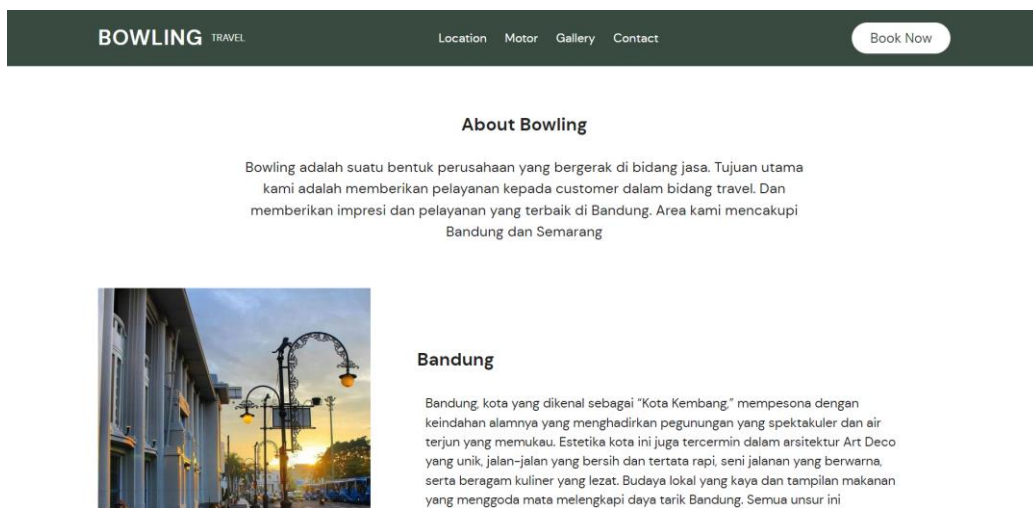 BOWLING TRAVEL
Location Motor Gallery Contact
Book Now
About Bowling
Bowling adalah suatu bentuk perusahaan yang bergerak di bidang jasa. Tujuan utama
kami adalah memberikan pelayanan kepada customer dalam bidang travel. Dan
memberikan impresi dan pelayanan yang terbaik di Bandung. Area kami mencakupi
Bandung dan Semarang
Bandung
Bandung, kota yang dikenal sebagai "Kota Kembang," mempesona dengan
keindahan alamnya yang menghadirkan pegunungan yang spektakuler dan air
terjun yang memukau. Estetika kota ini juga tercermin dalam arsitektur Art Deco
yang unik, jalan-jalan yang bersih dan tertata rapi, seni jalanan yang berwarna,
serta beragam kuliner yang lezat. Budaya lokal yang kaya dan tampilan makanan
yang menggoda mata melengkapi daya tarik Bandung. Semua unsur ini